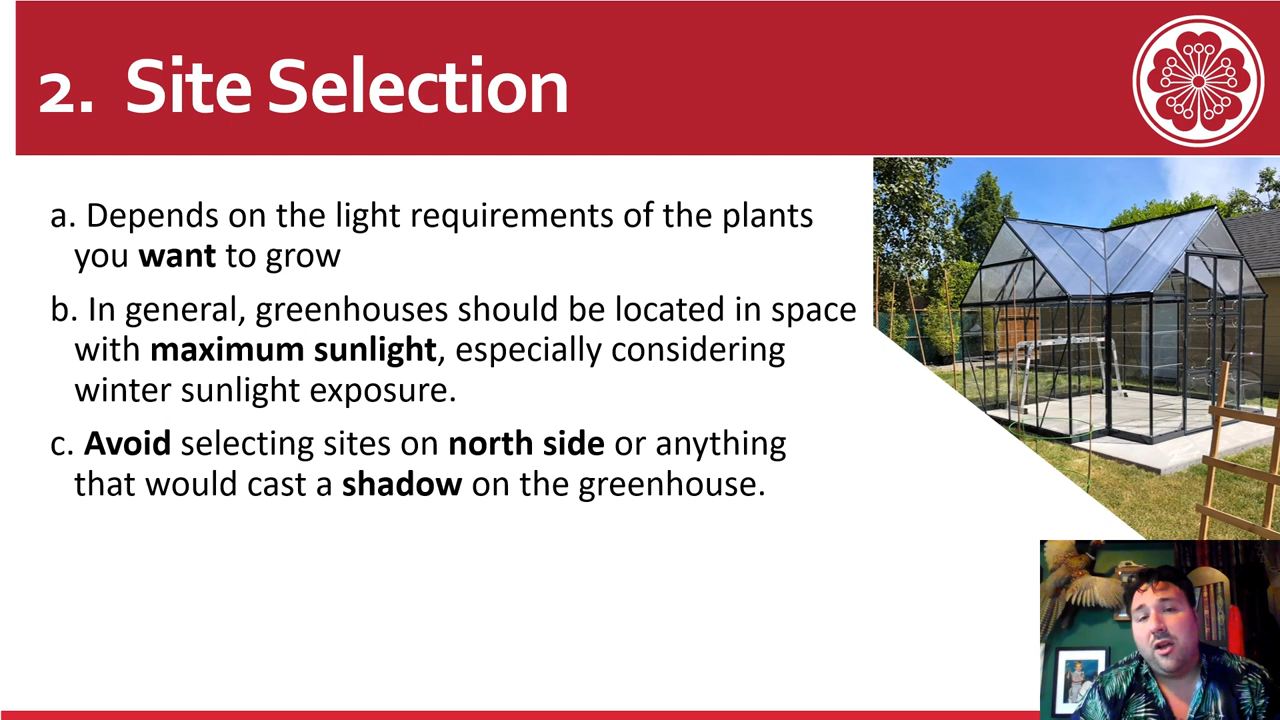 2. Site Selection
a. Depends on the light requirements of the plants
you want to grow
b. In general, greenhouses should be located in space
with maximum sunlight, especially considering
winter sunlight exposure.
c. Avoid selecting sites on north side or anything
that would cast a shadow on the greenhouse.